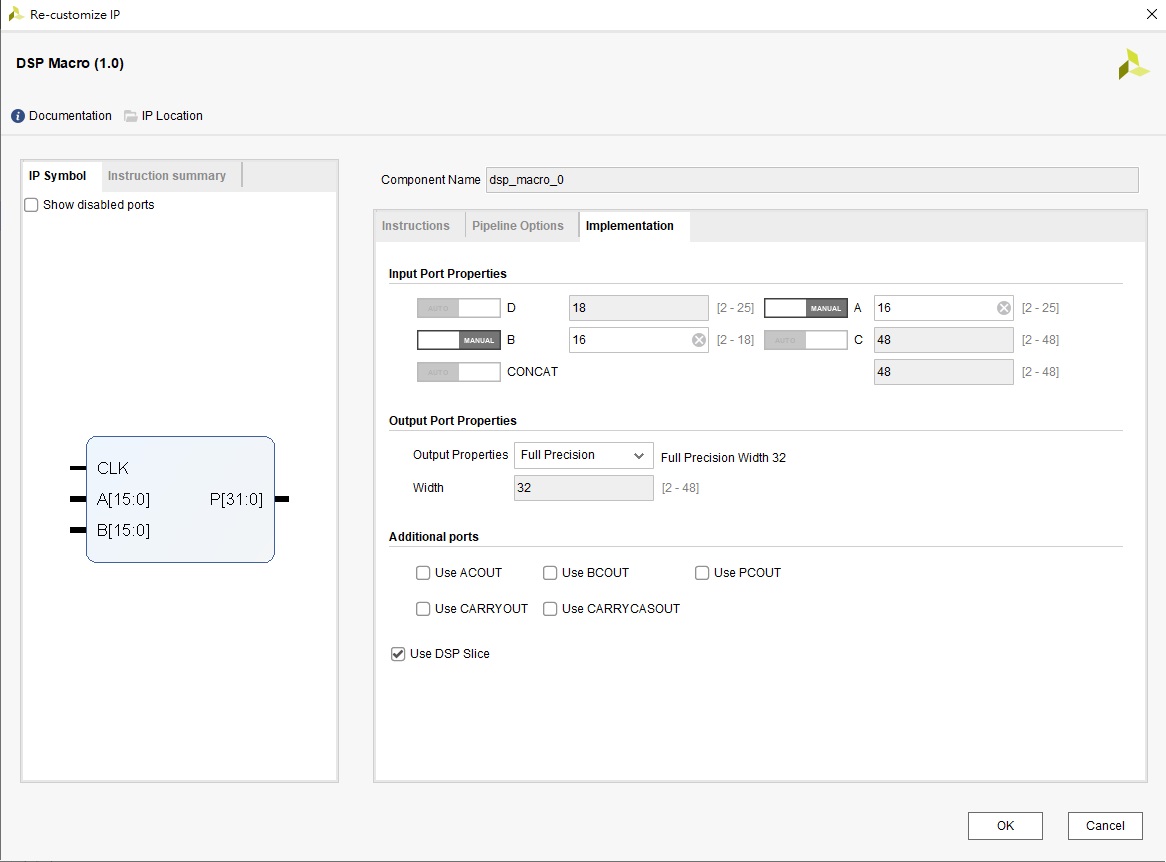 Re-customize IP
DSP Macro (1.0)
Documentation IP Location
IP Symbol Instruction summary
Show disabled ports
CLK
A[15:0] P[31:0]
B[15:0]
Component Name dsp_macro_0
Instructions Pipeline Options Implementation
Input Port Properties
AUTO D 18 [2 - 25] MANUAL A 16 [2 - 25]
MANUAL B 16 [2 - 18] AUTO C 48 [2 - 48]
AUTO CONCAT 48 [2 - 48]
Output Port Properties
Output Properties Full Precision Full Precision Width 32
Width 32 [2 - 48]
Additional ports
Use ACOUT Use BCOUT Use PCOUT
Use CARRYOUT Use CARRYCASOUT
Use DSP Slice
OK Cancel